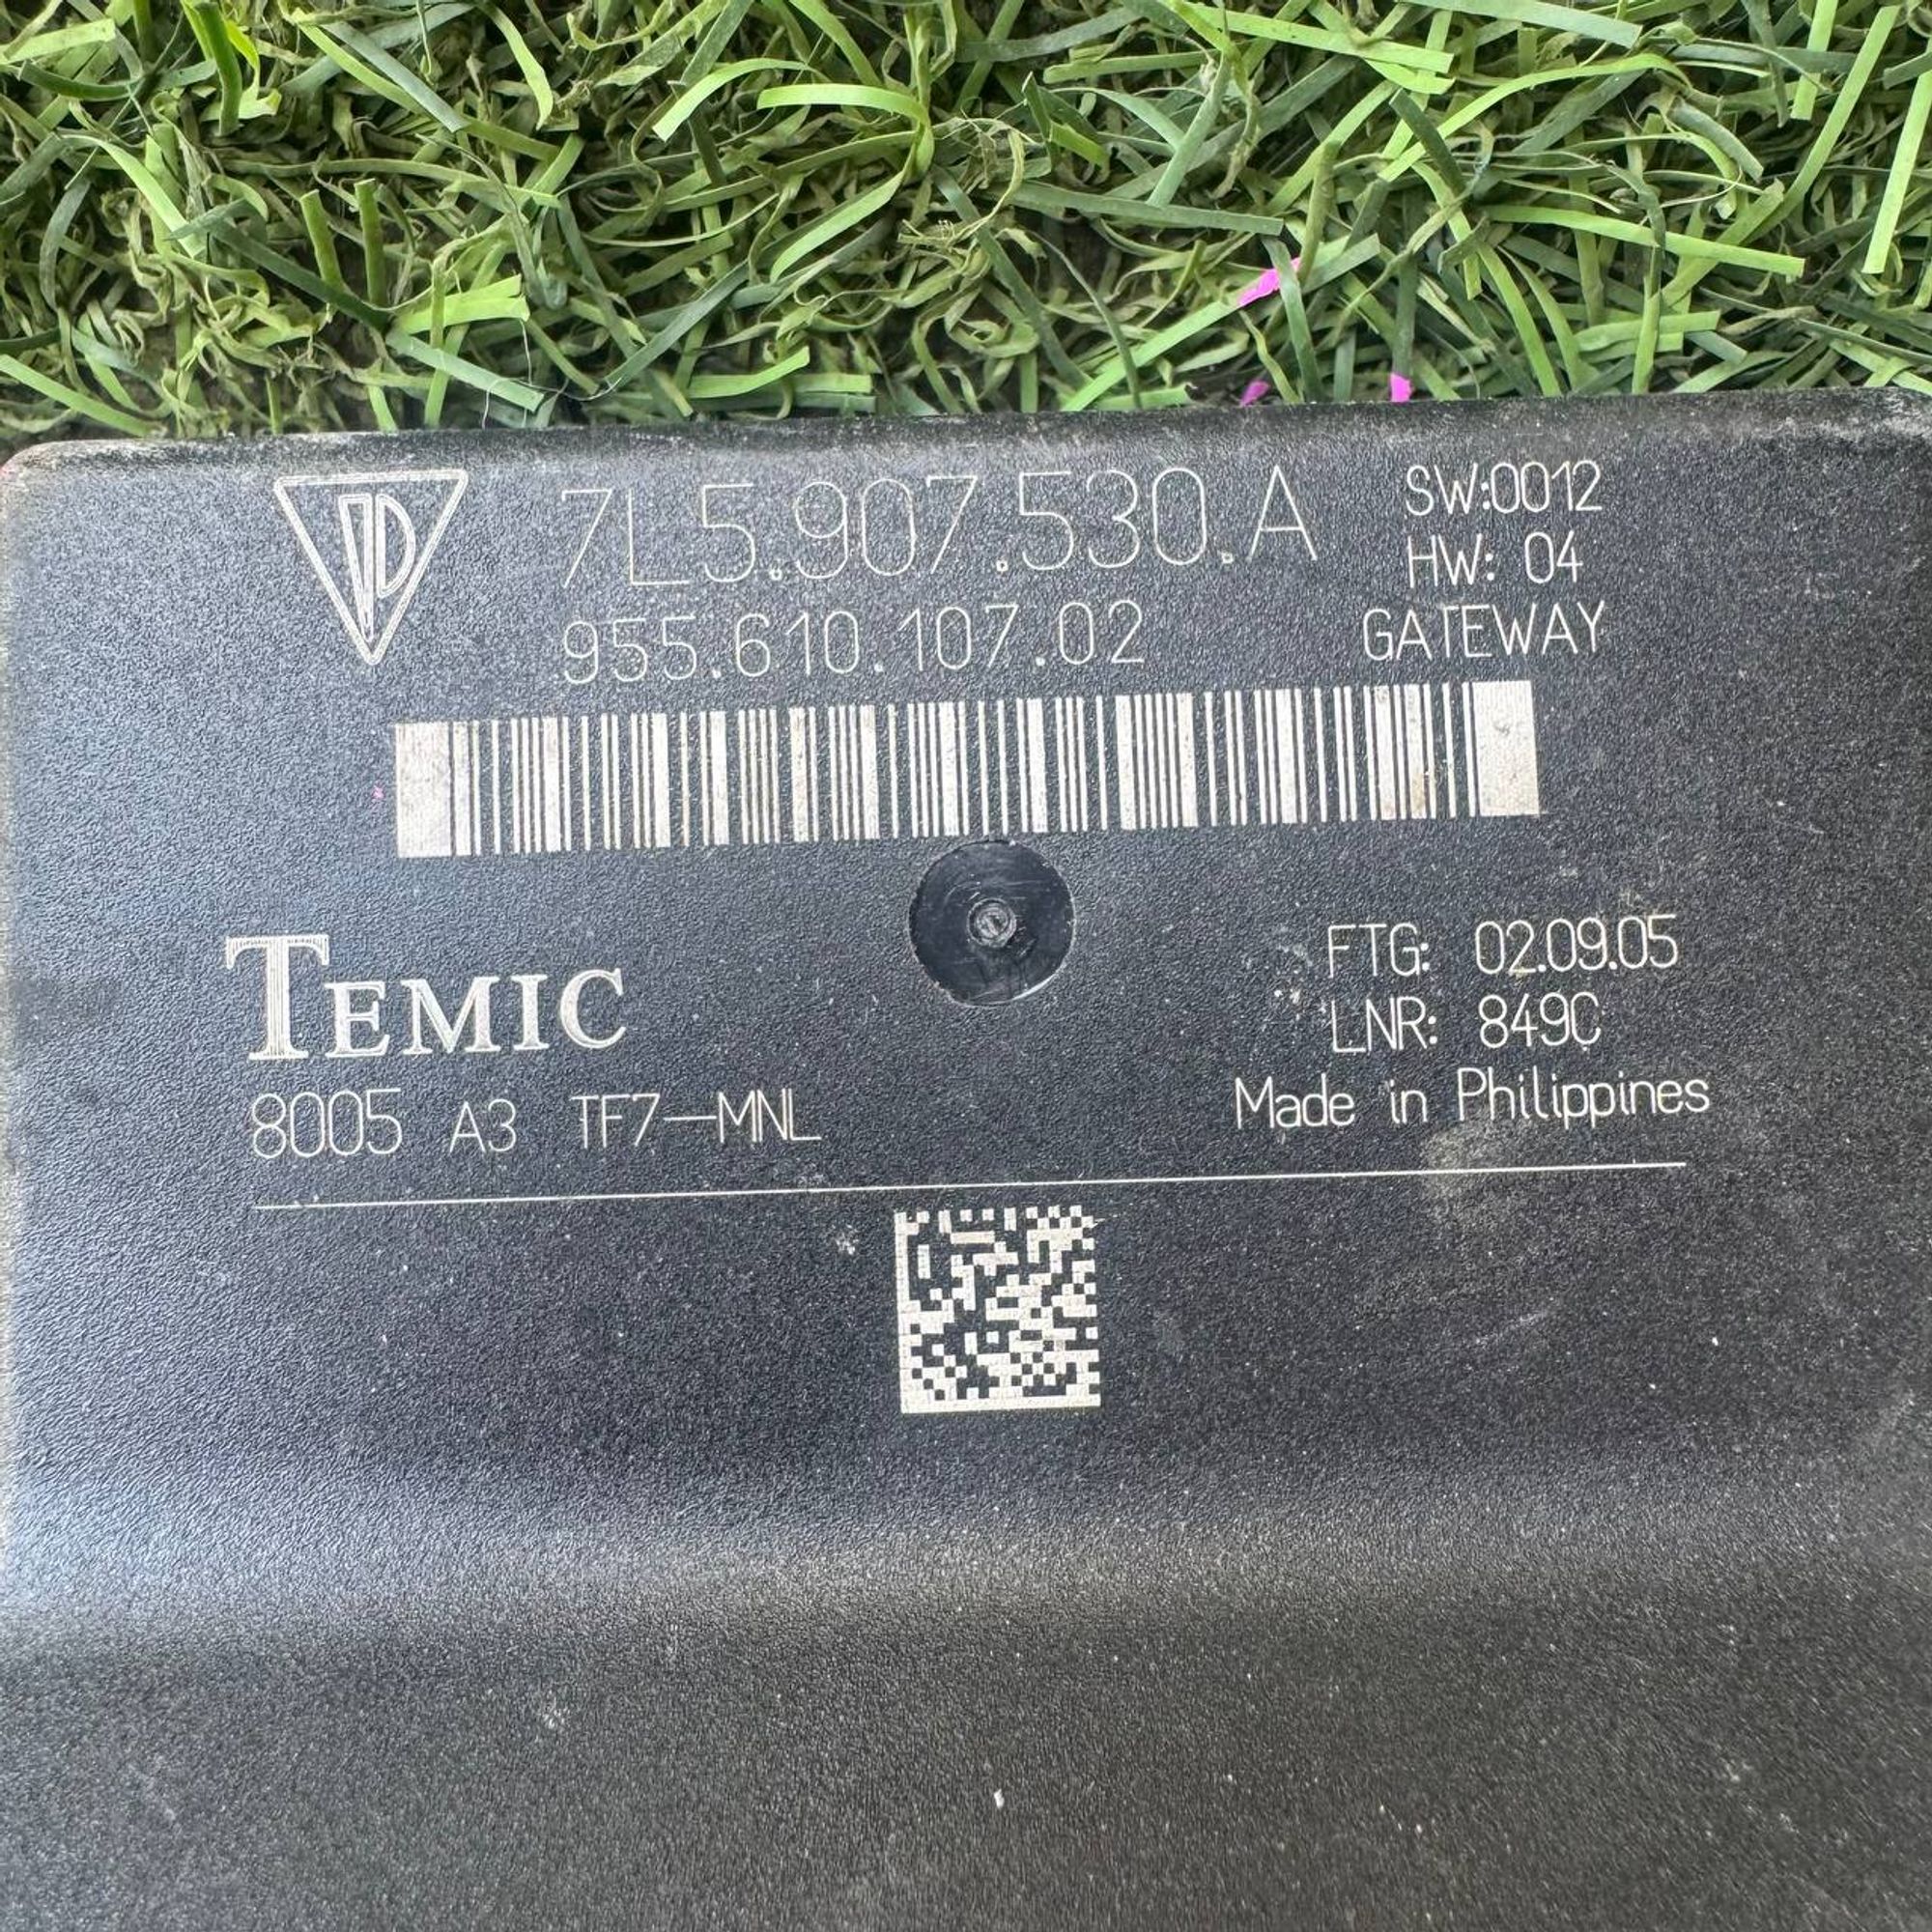 7L5.907.530.A
955.610.107.02
SW:0012
HW: 04
GATEWAY
TEMIC
8005 A3 TF7-MNL
FTG: 02.09.05
LNR: 849C
Made in Philippines